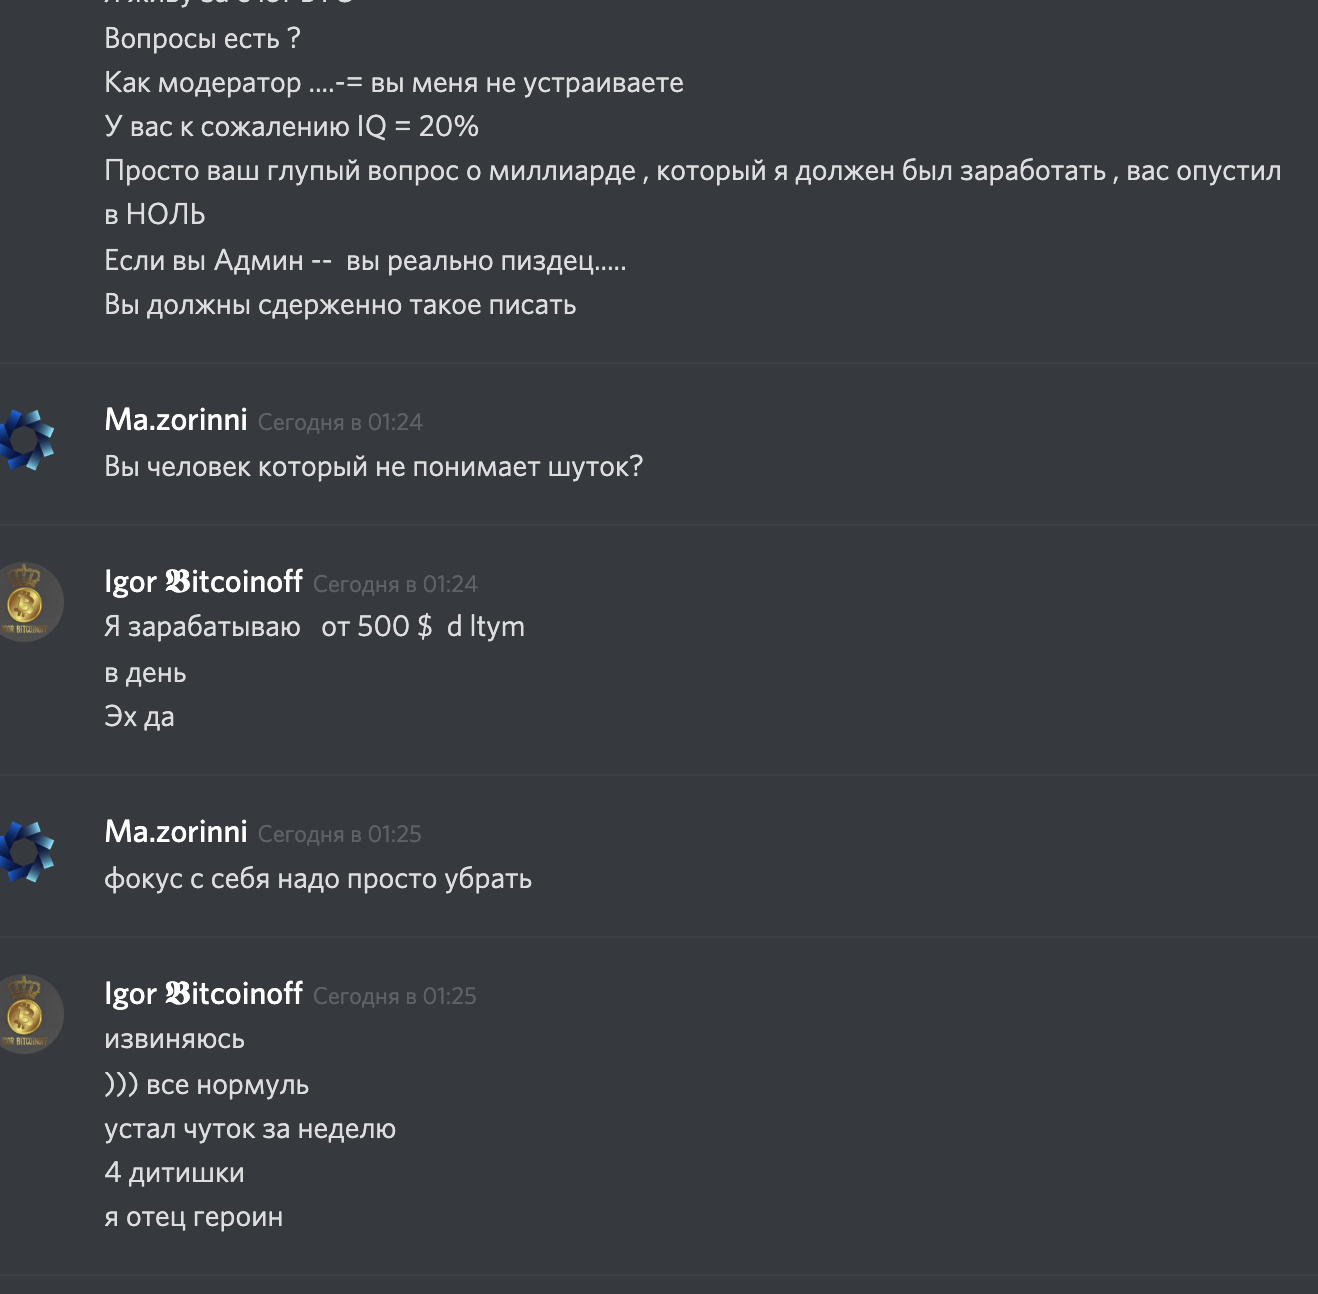 я живу за счет BTC
Вопросы есть ?
Как модератор ....-= вы меня не устраиваете
У вас к сожалению IQ = 20%
Просто ваш глупый вопрос о миллиарде , который я должен был заработать , вас опустил
в НОЛЬ
Если вы Админ -- вы реально пиздец.....
Вы должны сдерженно такое писать
Ma.zorinni Сегодня в 01:24
Вы человек который не понимает шуток?
Igor 𝕭itcoinoff Сегодня в 01:24
Я зарабатываю от 500 $ d ltym
в день
Эх да
Ma.zorinni Сегодня в 01:25
фокус с себя надо просто убрать
Igor 𝕭itcoinoff Сегодня в 01:25
извиняюсь
))) все нормуль
устал чуток за неделю
4 дитишки
я отец героин